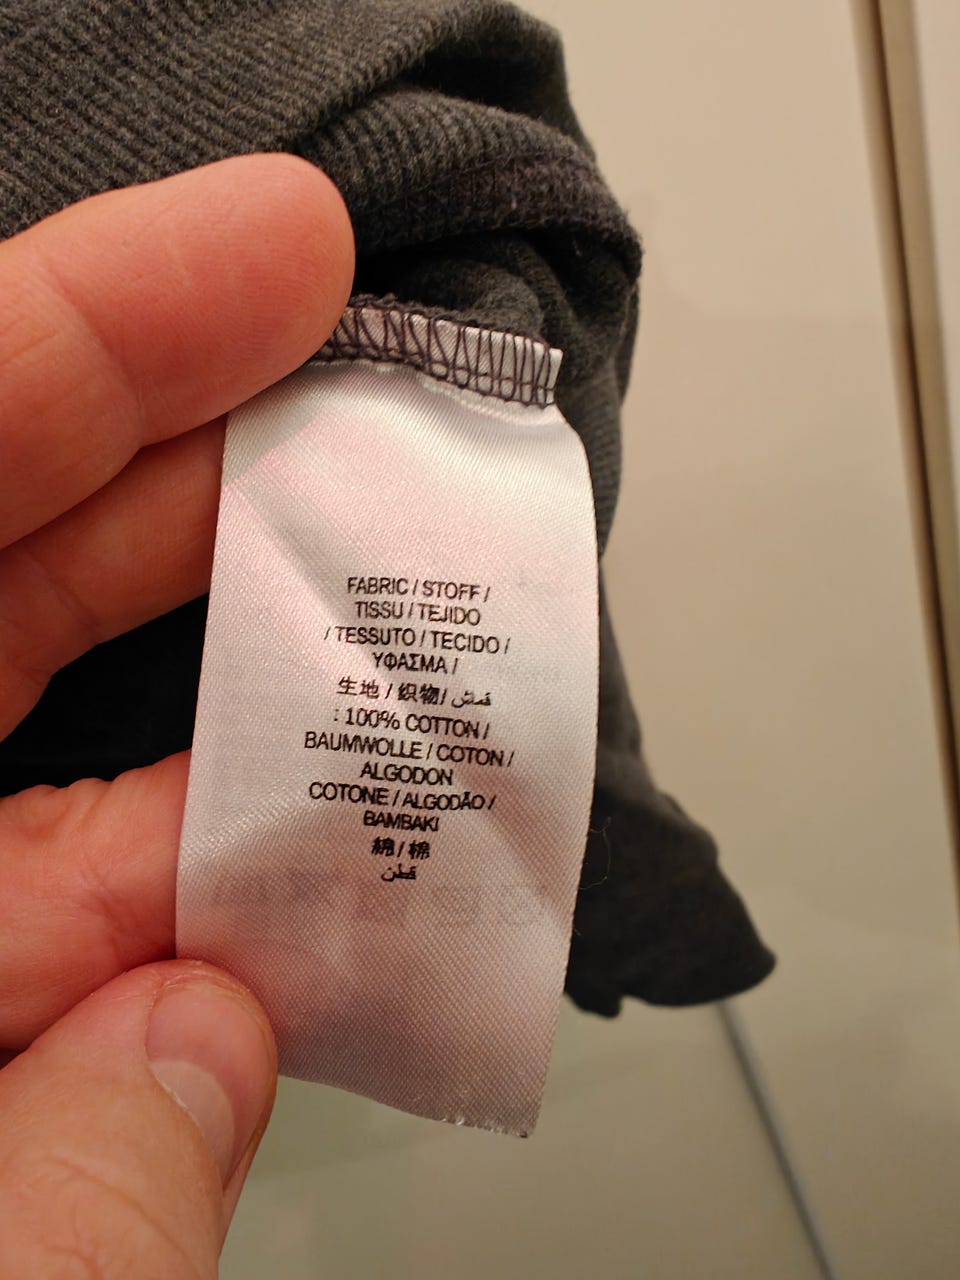 FABRIC / STOFF /
TISSU / TEJIDO
/ TESSUTO / TECIDO /
ΥΦΑΣΜΑ /
生地 / 织物/ قماش
: 100% COTTON /
BAUMWOLLE / COTON /
ALGODON
COTONE / ALGODÃO /
BAMBAKI
綿 / 棉
قطن